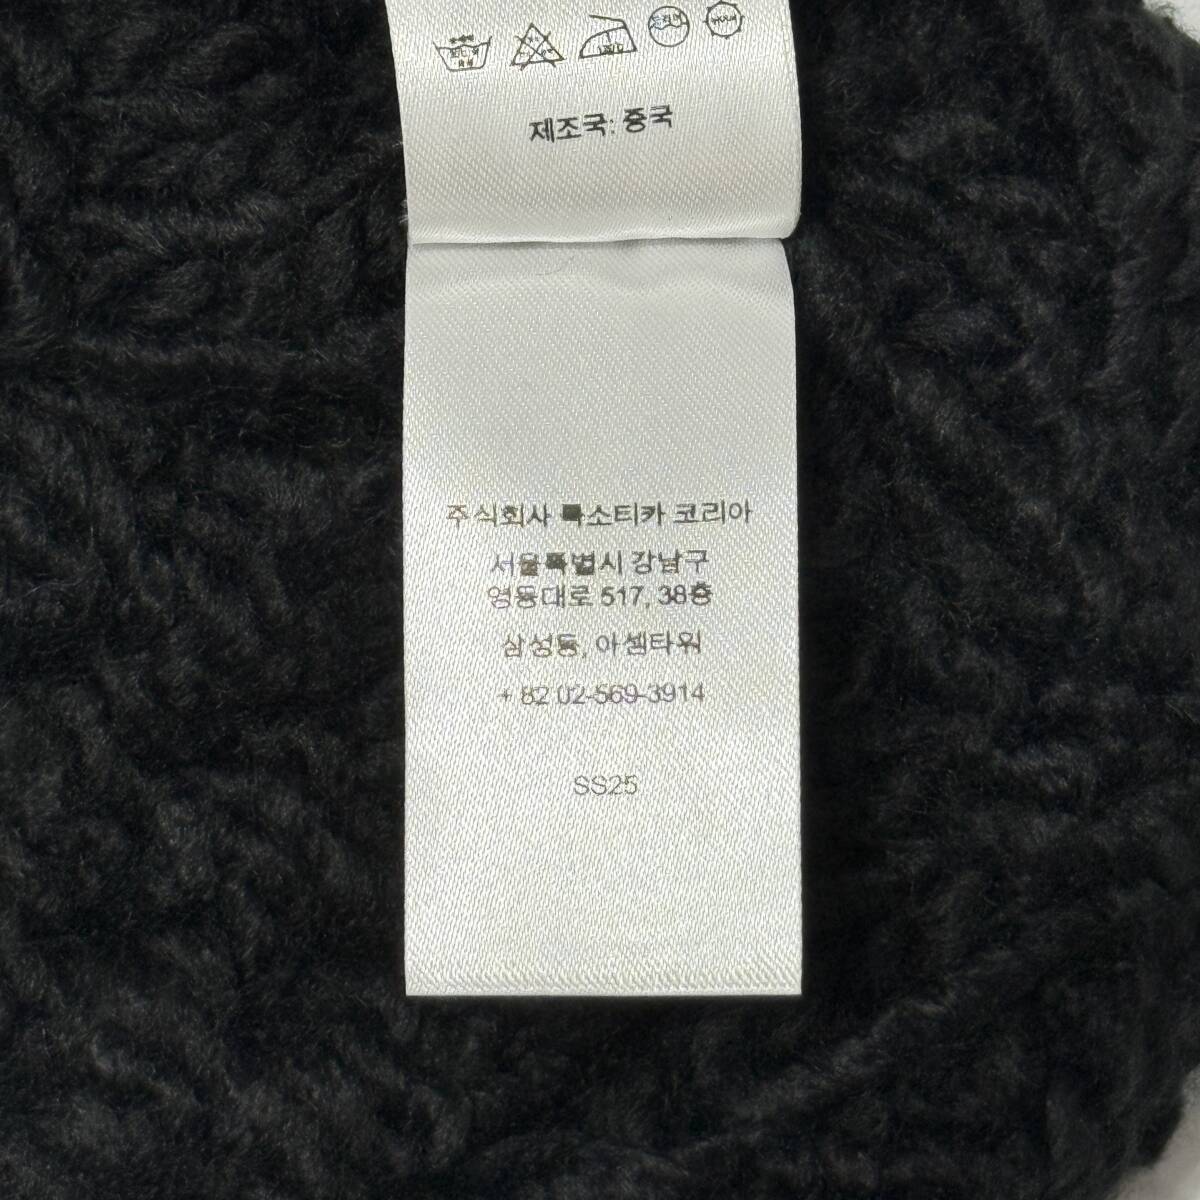 제조국: 중국
주식회사 록소티카 코리아
서울특별시 강남구
영동대로 517, 38층
삼성동, 아셈타워
+ 82 02-569-3914
SS25